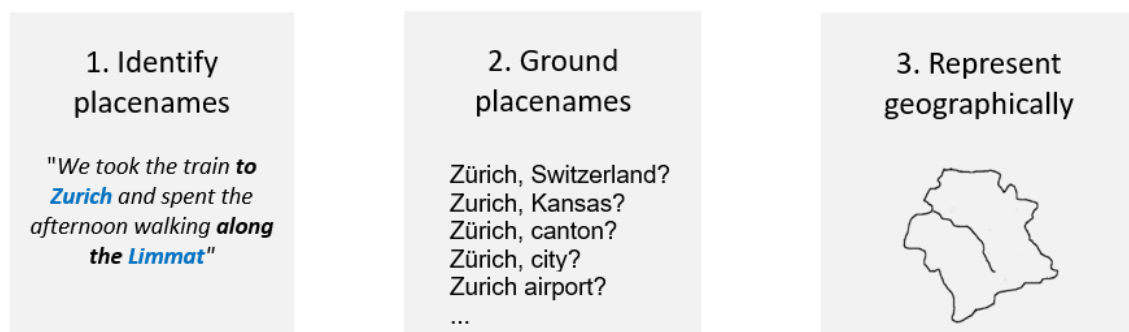 1. Identify
placenames
"We took the train to
Zurich and spent the
afternoon walking along
the Limmat"
2. Ground
placenames
Zürich, Switzerland?
Zurich, Kansas?
Zürich, canton?
Zürich, city?
Zurich airport?
...
3. Represent
geographically